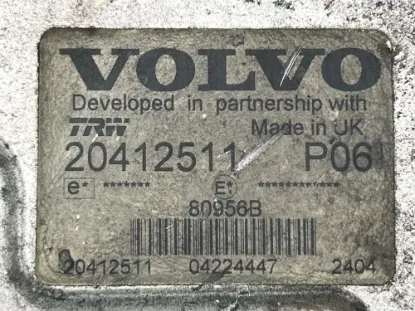 VOLVO
Developed in partnership with
TRW Made in UK
20412511 P06
e* ******* E* ***********
80956B
20412511 04224447 2404